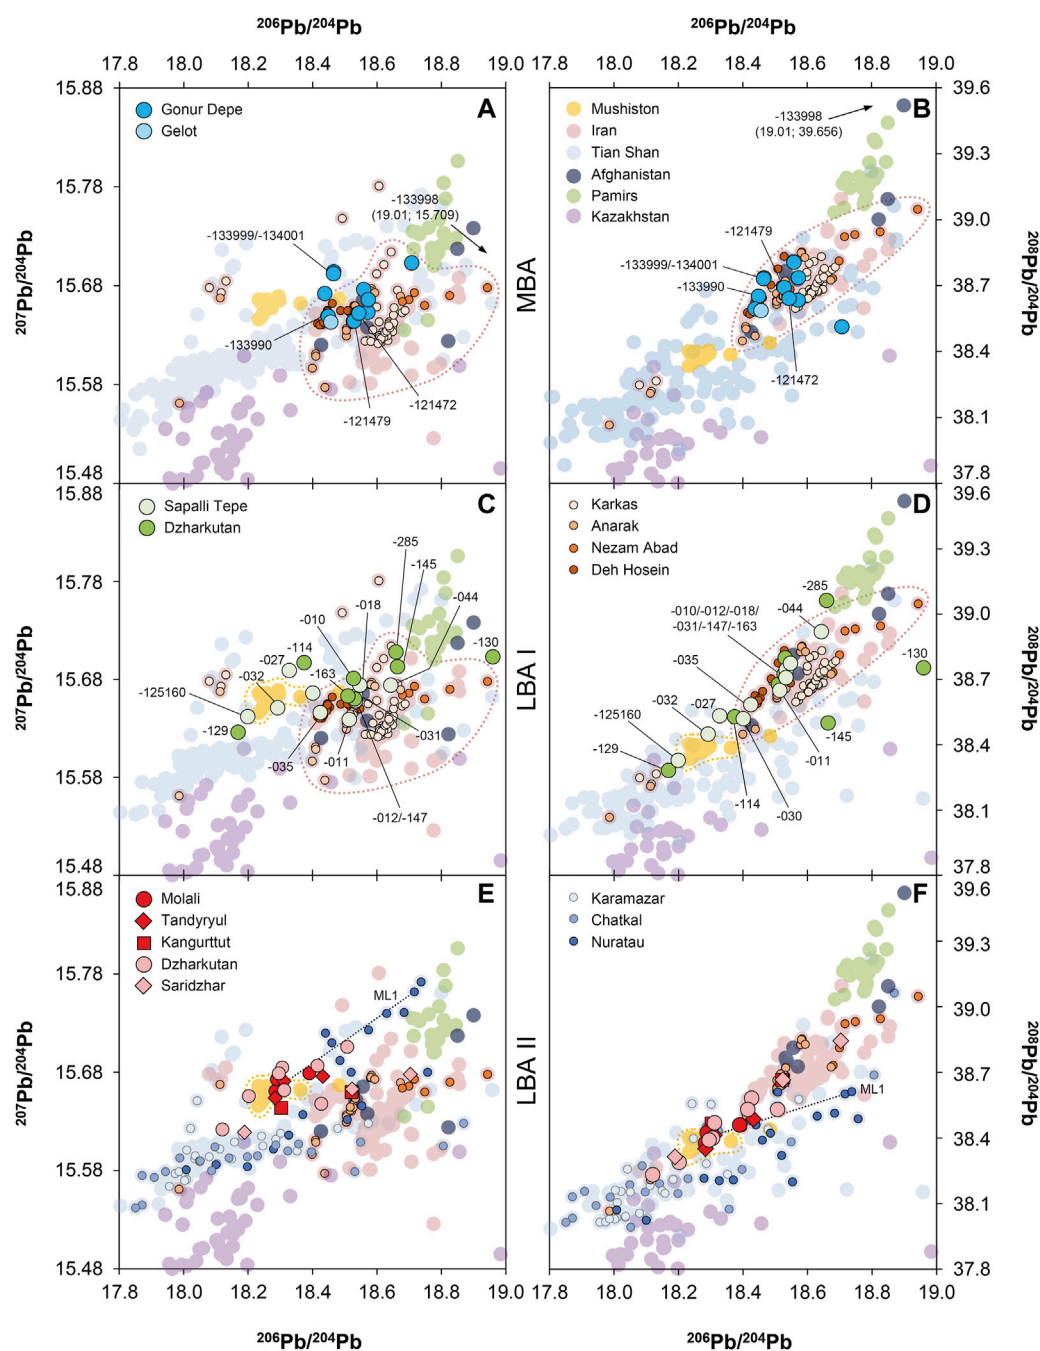 206Pb/204Pb
206Pb/204Pb
17.8 18.0 18.2 18.4 18.6 18.8 19.0
17.8 18.0 18.2 18.4 18.6 18.8 19.0
15.88
15.78
15.68
15.58
15.48
207Pb/204Pb
Gonur Depe
Gelot
A
-133998
(19.01; 15.709)
-133999/-134001
-133990
-121472
-121479
MBA
Mushiston
Iran
Tian Shan
Afghanistan
Pamirs
Kazakhstan
B
-133998
(19.01; 39.656)
-121479
-133999/-134001
-133990
-121472
39.6
39.3
39.0
38.7
38.4
38.1
37.8
208Pb/204Pb
15.88
15.78
15.68
15.58
15.48
207Pb/204Pb
Sapalli Tepe
Dzharkutan
C
-285
-145
-018
-044
-010
-114
-130
-027
-163
-032
-125160
-129
-031
-035
-011
-012/-147
LBA I
Karkas
Anarak
Nezam Abad
Deh Hosein
D
-285
-044
-010/-012/-018/
-031/-147/-163
-130
-035
-032
-027
-125160
-129
-145
-011
-114
-030
39.6
39.3
39.0
38.7
38.4
38.1
37.8
208Pb/204Pb
15.88
15.78
15.68
15.58
15.48
207Pb/204Pb
Molali
Tandyryul
Kangurttut
Dzharkutan
Saridzhar
E
ML1
LBA II
Karamazar
Chatkal
Nuratau
F
ML1
39.6
39.3
39.0
38.7
38.4
38.1
37.8
208Pb/204Pb
17.8 18.0 18.2 18.4 18.6 18.8 19.0
17.8 18.0 18.2 18.4 18.6 18.8 19.0
206Pb/204Pb
206Pb/204Pb